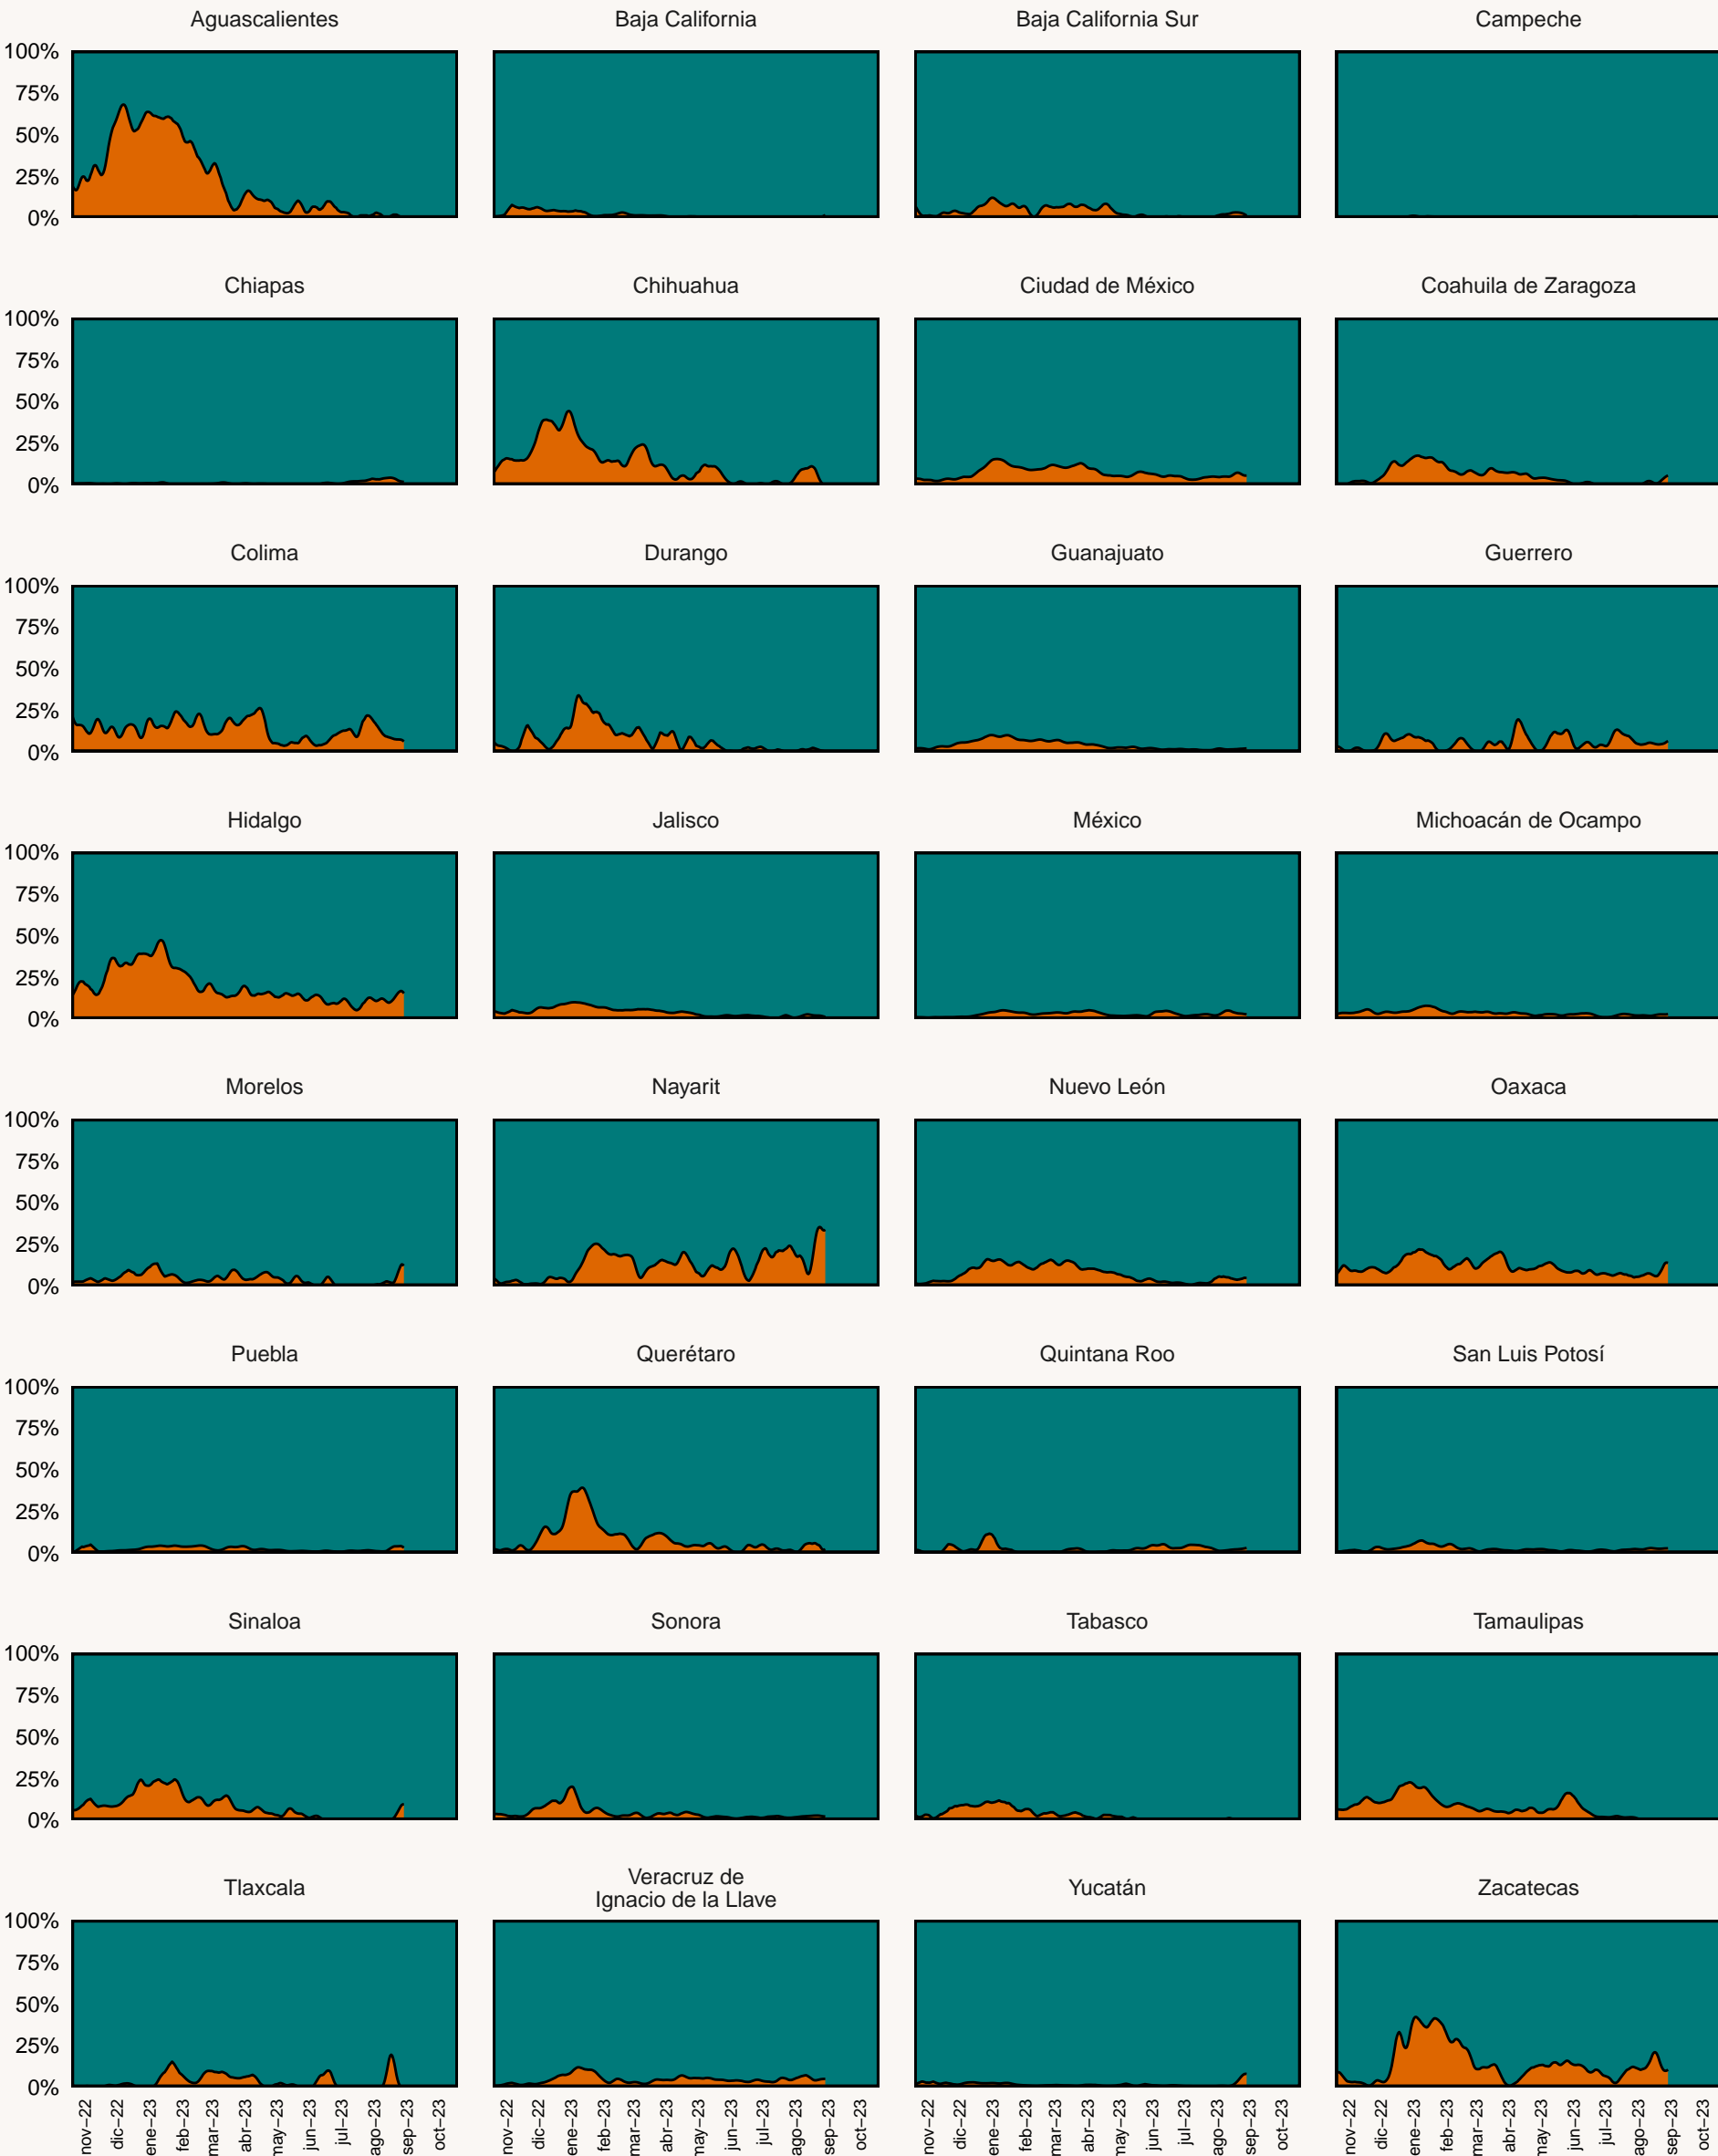 Aguascalientes
Baja California
Baja California Sur
Campeche
100%
75%
50%
25%
0%
Chiapas
Chihuahua
Ciudad de México
Coahuila de Zaragoza
100%
75%
50%
25%
0%
Colima
Durango
Guanajuato
Guerrero
100%
75%
50%
25%
0%
Hidalgo
Jalisco
México
Michoacán de Ocampo
100%
75%
50%
25%
0%
Morelos
Nayarit
Nuevo León
Oaxaca
100%
75%
50%
25%
0%
Puebla
Querétaro
Quintana Roo
San Luis Potosí
100%
75%
50%
25%
0%
Sinaloa
Sonora
Tabasco
Tamaulipas
100%
75%
50%
25%
0%
Tlaxcala
Veracruz de
Ignacio de la Llave
Yucatán
Zacatecas
100%
75%
50%
25%
0%
nov−22
dic−22
ene−23
feb−23
mar−23
abr−23
may−23
jun−23
jul−23
ago−23
sep−23
oct−23
nov−22
dic−22
ene−23
feb−23
mar−23
abr−23
may−23
jun−23
jul−23
ago−23
sep−23
oct−23
nov−22
dic−22
ene−23
feb−23
mar−23
abr−23
may−23
jun−23
jul−23
ago−23
sep−23
oct−23
nov−22
dic−22
ene−23
feb−23
mar−23
abr−23
may−23
jun−23
jul−23
ago−23
sep−23
oct−23